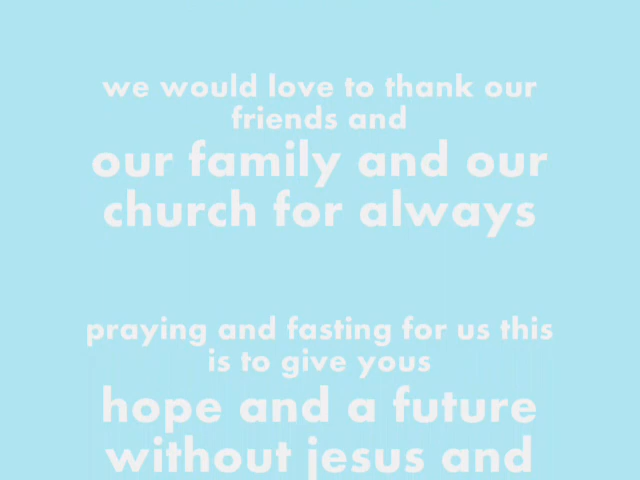 we would love to thank our
friends and
our family and our
church for always
praying and fasting for us this
is to give yous
hope and a future
without jesus and